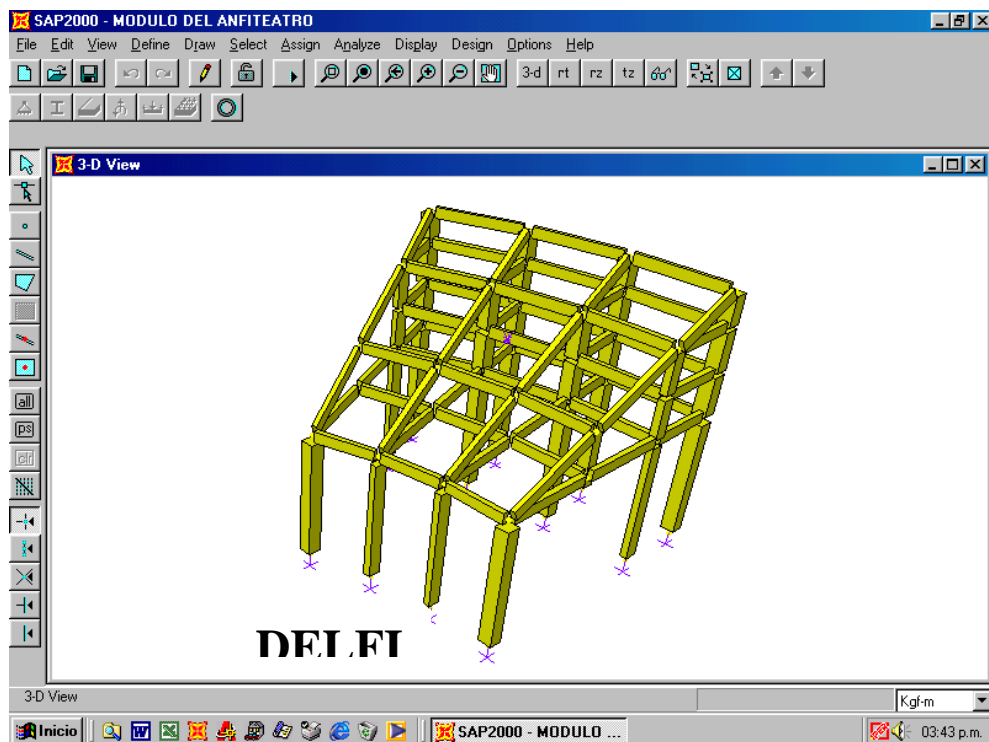 SAP2000 - MODULO DEL ANFITEATRO
File Edit View Define Draw Select Assign Analyze Display Design Options Help
3-d rt rz tz
3-D View
all
ps
clr
DELFI
3-D View
Kgf-m
Inicio
SAP2000 - MODULO ...
03:43 p.m.